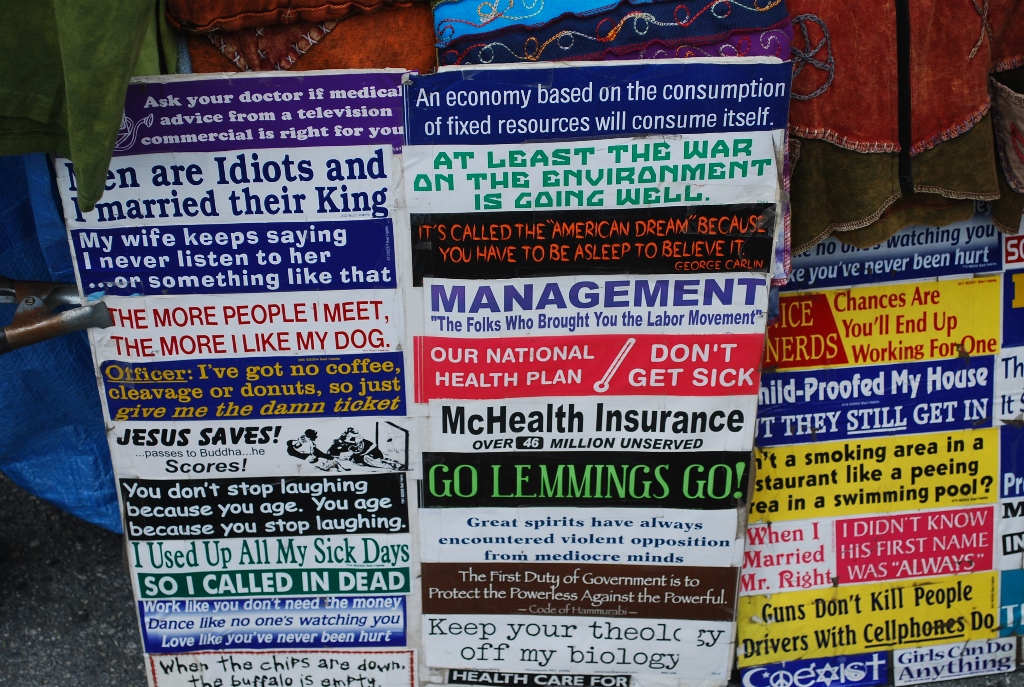 Ask your doctor if medical
advice from a television
commercial is right for you
are Idiots and
I married their King
My wife keeps saying
I never listen to her
...or something like that
THE MORE PEOPLE I MEET,
THE MORE I LIKE MY DOG.
Officer: I've got no coffee,
cleavage or donuts, so just
give me the damn ticket
JESUS SAVES!
...passes to Buddha...he
Scores!
You don't stop laughing
because you age. You age
because you stop laughing.
I Used Up All My Sick Days
SO I CALLED IN DEAD
Work like you don't need the money
Dance like no one's watching you
Love like you've never been hurt
When the chips are down.
the buffalo is empty.
An economy based on the consumption
of fixed resources will consume itself.
AT LEAST THE WAR
ON THE ENVIRONMENT
IS GOING WELL.
IT'S CALLED THE "AMERICAN DREAM" BECAUSE
YOU HAVE TO BE ASLEEP TO BELIEVE IT.
GEORGE CARLIN
MANAGEMENT
"The Folks Who Brought You the Labor Movement"
OUR NATIONAL
HEALTH PLAN
DON'T
GET SICK
McHealth Insurance
OVER 46 MILLION UNSERVED
GO LEMMINGS GO!
Great spirits have always
encountered violent opposition
from mediocre minds
The First Duty of Government is to
Protect the Powerless Against the Powerful.
– Code of Hammurabi –
Keep your theology
off my biology
HEALTH CARE FOR
no one's watching you
ke you've never been hurt
NICE
NERDS
Chances Are
You'll End Up
Working For One
hild-Proofed My House
UT THEY STILL GET IN
n't a smoking area in a
staurant like a peeing
rea in a swimming pool?
When I
Married
Mr. Right
I DIDN'T KNOW
HIS FIRST NAME
WAS "ALWAYS"
Guns Don't Kill People
Drivers With Cellphones Do
COEXIST
Girls Can Do
Anything